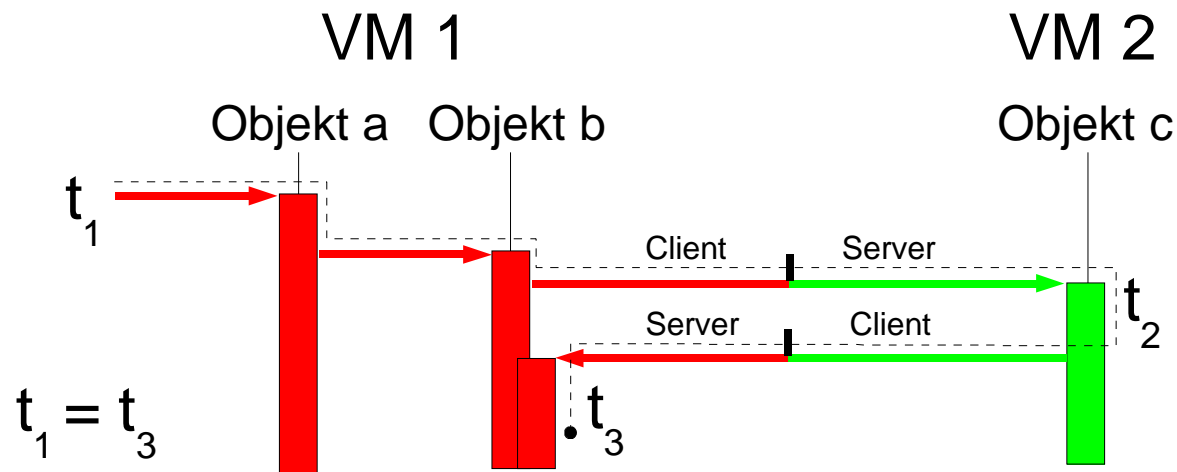 VM 1 VM 2
Objekt a Objekt b Objekt c
t1
Client Server
t2
Server Client
t3
t1 = t3